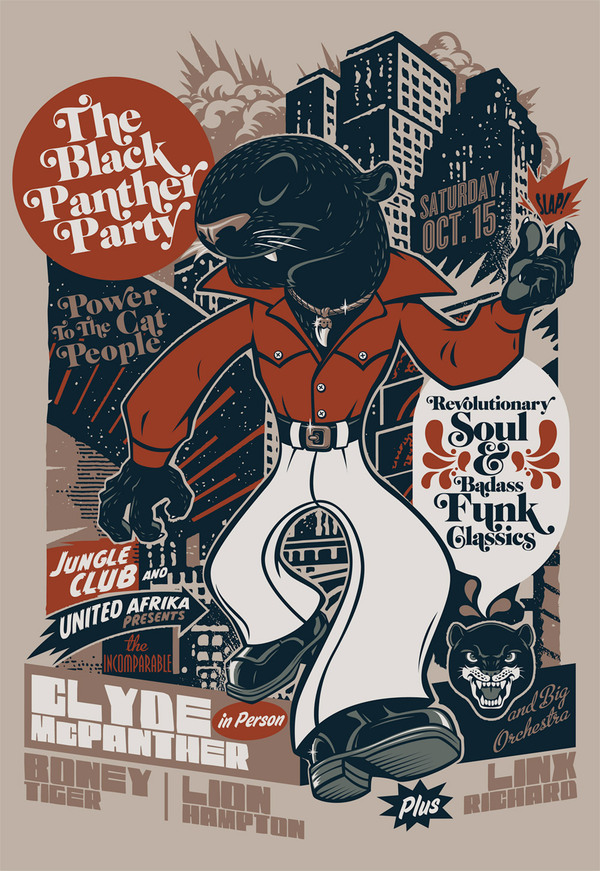 The
Black
Panther
Party
SATURDAY
OCT. 15
SLAP!
Power
To The Cat
People
Revolutionary
Soul
&
Badass
Funk
Classics
JUNGLE
CLUB AND
UNITED AFRIKA
PRESENTS
the
INCOMPARABLE
CLYDE
MCPANTHER
in Person
and Big
Orchestra
BONEY
TIGER
LION
HAMPTON
Plus
LINX
RICHARD